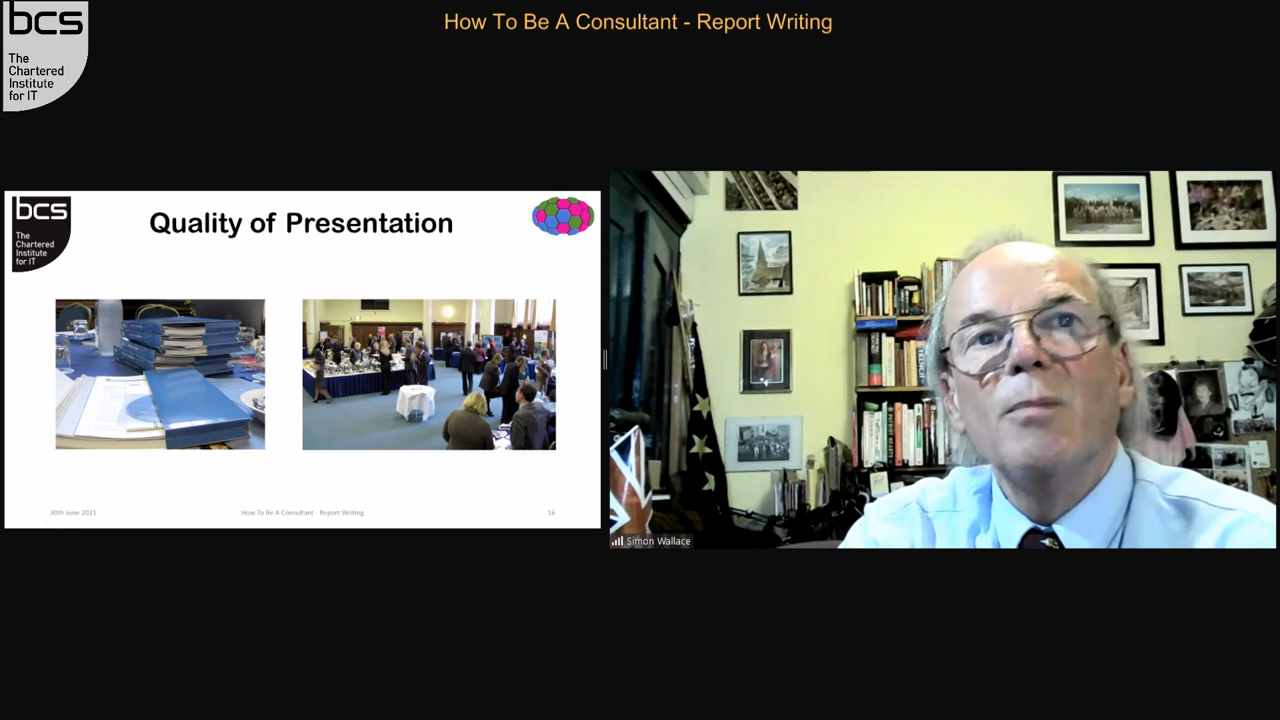 bcs
The
Chartered
Institute
for IT
How To Be A Consultant - Report Writing
bcs
The
Chartered
Institute
for IT
Quality of Presentation
30th June 2021
How To Be A Consultant - Report Writing
16
Simon Wallace